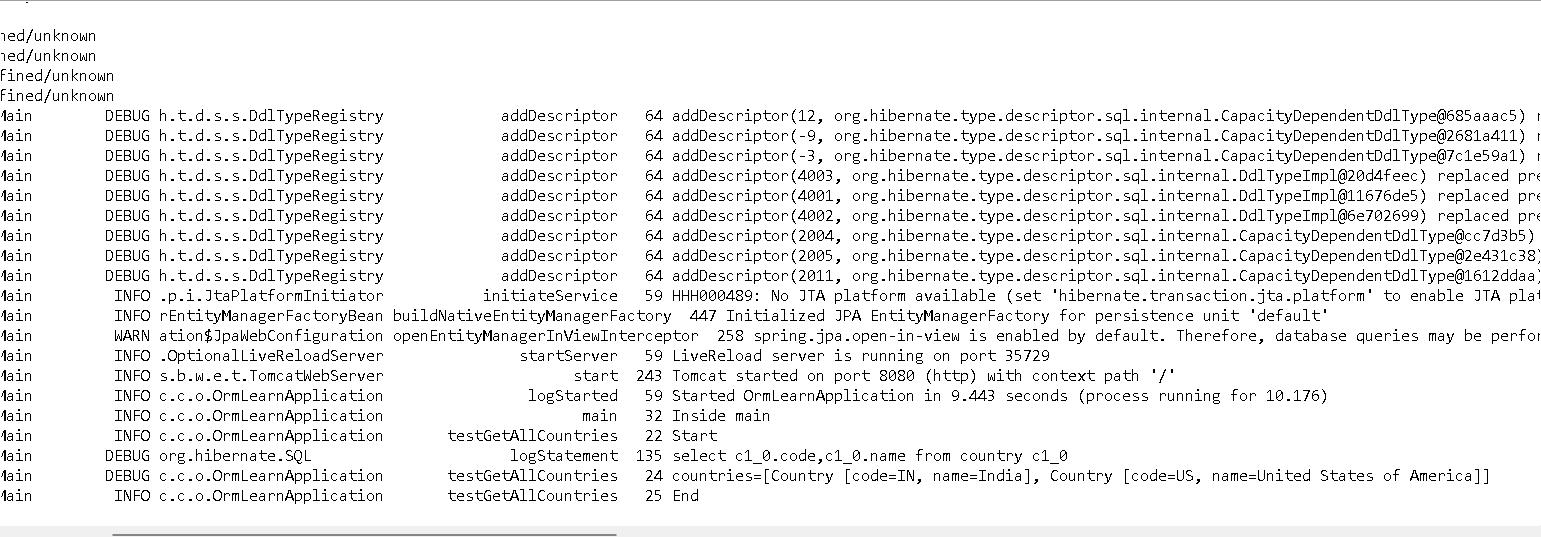 ned/unknown
ned/unknown
fined/unknown
fined/unknown
Main DEBUG h.t.d.s.s.DdlTypeRegistry addDescriptor 64 addDescriptor(12, org.hibernate.type.descriptor.sql.internal.CapacityDependentDdlType@685aaac5) r
Main DEBUG h.t.d.s.s.DdlTypeRegistry addDescriptor 64 addDescriptor(-9, org.hibernate.type.descriptor.sql.internal.CapacityDependentDdlType@2681a411) r
Main DEBUG h.t.d.s.s.DdlTypeRegistry addDescriptor 64 addDescriptor(-3, org.hibernate.type.descriptor.sql.internal.CapacityDependentDdlType@7c1e59a1) r
Main DEBUG h.t.d.s.s.DdlTypeRegistry addDescriptor 64 addDescriptor(4003, org.hibernate.type.descriptor.sql.internal.DdlTypeImpl@20d4feec) replaced pre
Main DEBUG h.t.d.s.s.DdlTypeRegistry addDescriptor 64 addDescriptor(4001, org.hibernate.type.descriptor.sql.internal.DdlTypeImpl@11676de5) replaced pre
Main DEBUG h.t.d.s.s.DdlTypeRegistry addDescriptor 64 addDescriptor(4002, org.hibernate.type.descriptor.sql.internal.DdlTypeImpl@6e702699) replaced pre
Main DEBUG h.t.d.s.s.DdlTypeRegistry addDescriptor 64 addDescriptor(2004, org.hibernate.type.descriptor.sql.internal.CapacityDependentDdlType@cc7d3b5)
Main DEBUG h.t.d.s.s.DdlTypeRegistry addDescriptor 64 addDescriptor(2005, org.hibernate.type.descriptor.sql.internal.CapacityDependentDdlType@2e431c38)
Main DEBUG h.t.d.s.s.DdlTypeRegistry addDescriptor 64 addDescriptor(2011, org.hibernate.type.descriptor.sql.internal.CapacityDependentDdlType@1612ddaa)
Main INFO .p.i.JtaPlatformInitiator initiateService 59 HHH000489: No JTA platform available (set 'hibernate.transaction.jta.platform' to enable JTA plat
Main INFO rEntityManagerFactoryBean buildNativeEntityManagerFactory 447 Initialized JPA EntityManagerFactory for persistence unit 'default'
Main WARN ation$JpaWebConfiguration openEntityManagerInViewInterceptor 258 spring.jpa.open-in-view is enabled by default. Therefore, database queries may be perfor
Main INFO .OptionalLiveReloadServer startServer 59 LiveReload server is running on port 35729
Main INFO s.b.w.e.t.TomcatWebServer start 243 Tomcat started on port 8080 (http) with context path '/'
Main INFO c.c.o.OrmLearnApplication logStarted 59 Started OrmLearnApplication in 9.443 seconds (process running for 10.176)
Main INFO c.c.o.OrmLearnApplication main 32 Inside main
Main INFO c.c.o.OrmLearnApplication testGetAllCountries 22 Start
Main DEBUG org.hibernate.SQL logStatement 135 select c1_0.code,c1_0.name from country c1_0
Main DEBUG c.c.o.OrmLearnApplication testGetAllCountries 24 countries=[Country [code=IN, name=India], Country [code=US, name=United States of America]]
Main INFO c.c.o.OrmLearnApplication testGetAllCountries 25 End